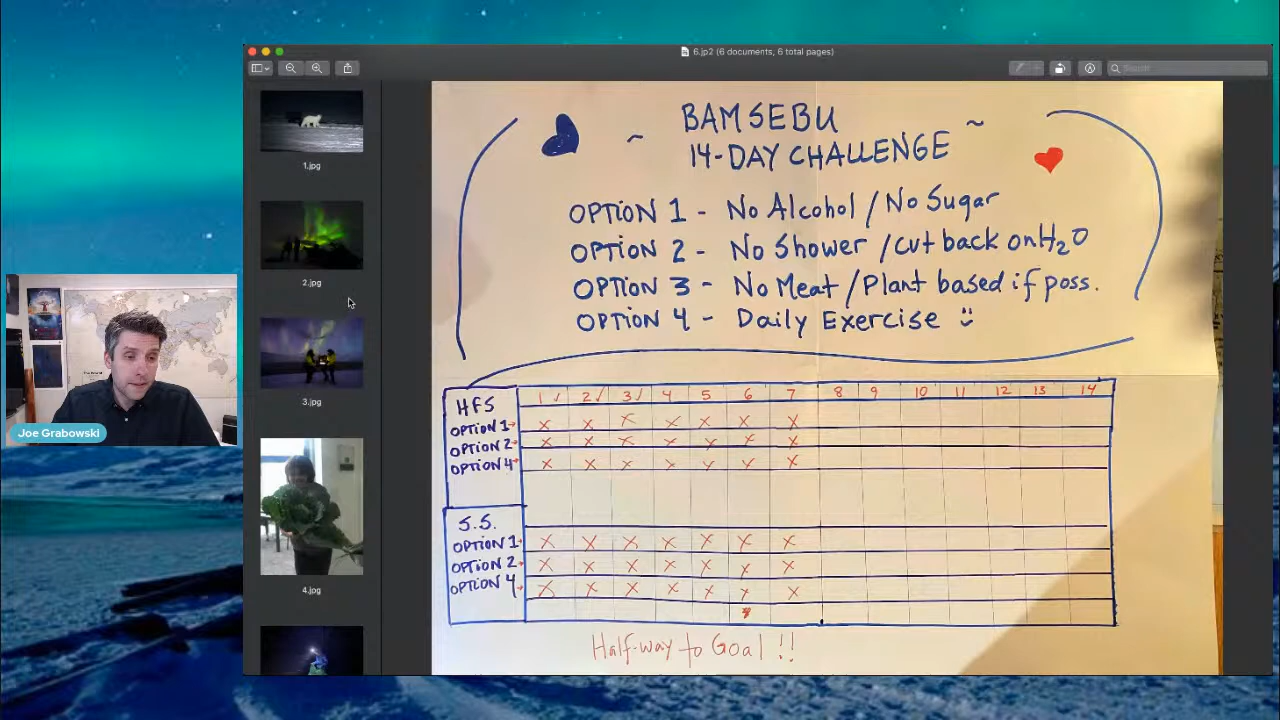 6.jp2 (6 documents, 6 total pages)
Search
1.jpg
2.jpg
3.jpg
4.jpg
Joe Grabowski
~ BAMSEBU ~
14-DAY CHALLENGE
OPTION 1 - No Alcohol / No Sugar
OPTION 2 - No Shower / Cut back on H2O
OPTION 3 - No Meat / Plant based if poss.
OPTION 4 - Daily Exercise :)
HFS 1 ✓ 2 ✓ 3 ✓ 4 5 6 7 8 9 10 11 12 13 14
OPTION 1 → X X X X X X X
OPTION 2 → X X X X X X X
OPTION 4 → X X X X X X X
S.S.
OPTION 1 → X X X X X X X
OPTION 2 → X X X X X X X
OPTION 4 → X X X X X X X
Half-way to Goal !!